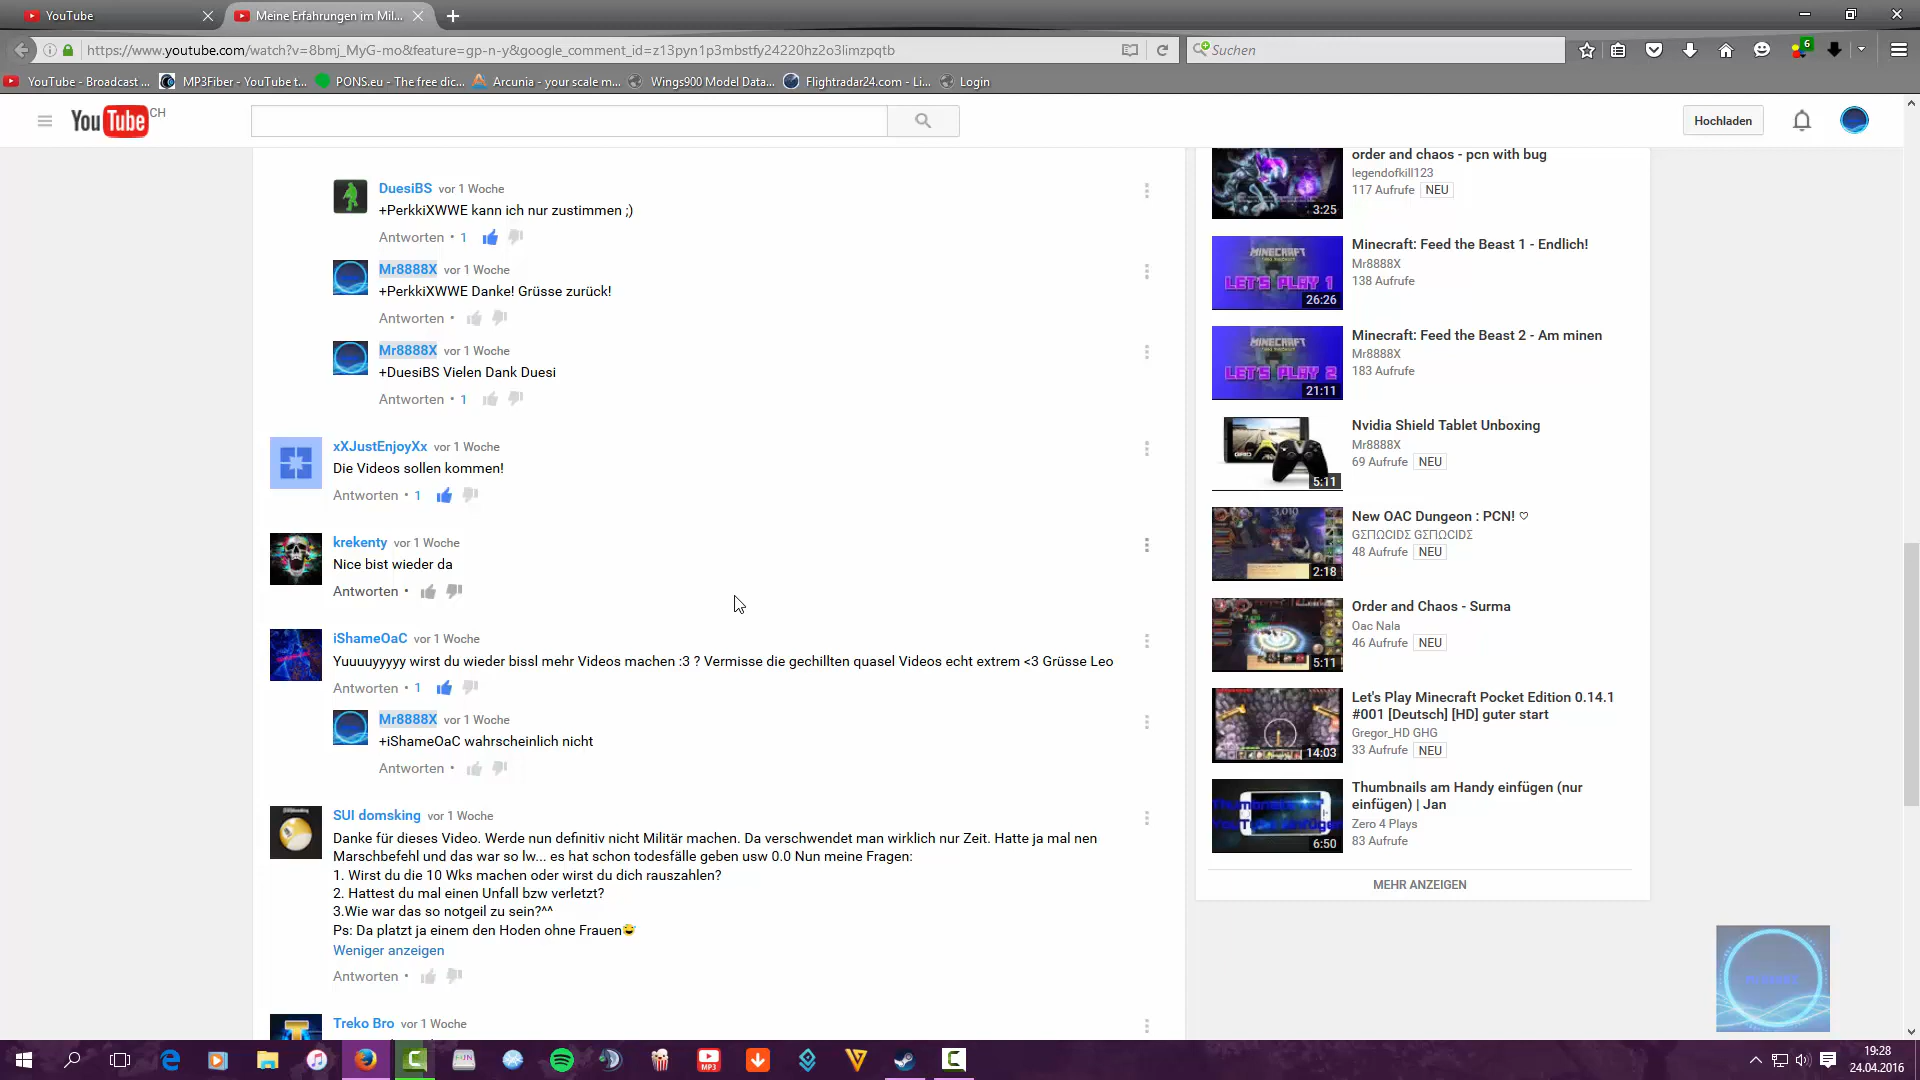 YouTube
Meine Erfahrungen im Mil...
https://www.youtube.com/watch?v=8bmj_MyG-mo&feature=gp-n-y&google_comment_id=z13pyn1p3mbstfy24220hz2o3limzpqtb
Suchen
6
YouTube - Broadcast ...
MP3Fiber - YouTube t...
PONS.eu - The free dic...
Arcunia - your scale m...
Wings900 Model Data...
Flightradar24.com - Li...
Login
YouTube CH
Hochladen
DuesiBS vor 1 Woche
+PerkkiXWWE kann ich nur zustimmen ;)
Antworten • 1
Mr8888X vor 1 Woche
+PerkkiXWWE Danke! Grüsse zurück!
Antworten •
Mr8888X vor 1 Woche
+DuesiBS Vielen Dank Duesi
Antworten • 1
xXJustEnjoyXx vor 1 Woche
Die Videos sollen kommen!
Antworten • 1
krekenty vor 1 Woche
Nice bist wieder da
Antworten •
iShameOaC vor 1 Woche
Yuuuuyyyyy wirst du wieder bissl mehr Videos machen :3 ? Vermisse die gechillten quasel Videos echt extrem <3 Grüsse Leo
Antworten • 1
Mr8888X vor 1 Woche
+iShameOaC wahrscheinlich nicht
Antworten •
SUI domsking vor 1 Woche
Danke für dieses Video. Werde nun definitiv nicht Militär machen. Da verschwendet man wirklich nur Zeit. Hatte ja mal nen
Marschbefehl und das war so lw... es hat schon todesfälle geben usw 0.0 Nun meine Fragen:
1. Wirst du die 10 Wks machen oder wirst du dich rauszahlen?
2. Hattest du mal einen Unfall bzw verletzt?
3.Wie war das so notgeil zu sein?^^
Ps: Da platzt ja einem den Hoden ohne Frauen😅
Weniger anzeigen
Antworten •
Treko Bro vor 1 Woche
order and chaos - pcn with bug
legendofkill123
117 Aufrufe NEU
3:25
Minecraft: Feed the Beast 1 - Endlich!
Mr8888X
138 Aufrufe
MINECRAFT
LET'S PLAY 1
26:26
Minecraft: Feed the Beast 2 - Am minen
Mr8888X
183 Aufrufe
MINECRAFT
LET'S PLAY 2
21:11
Nvidia Shield Tablet Unboxing
Mr8888X
69 Aufrufe NEU
GRID
5:11
New OAC Dungeon : PCN! ♡
GΣΠΩCIDΣ GΣΠΩCIDΣ
48 Aufrufe NEU
3,010
2:18
Order and Chaos - Surma
Oac Nala
46 Aufrufe NEU
5:11
Let's Play Minecraft Pocket Edition 0.14.1
#001 [Deutsch] [HD] guter start
Gregor_HD GHG
33 Aufrufe NEU
14:03
Thumbnails am Handy einfügen (nur
einfügen) | Jan
Zero 4 Plays
83 Aufrufe
6:50
MEHR ANZEIGEN
MP3
19:28
24.04.2016